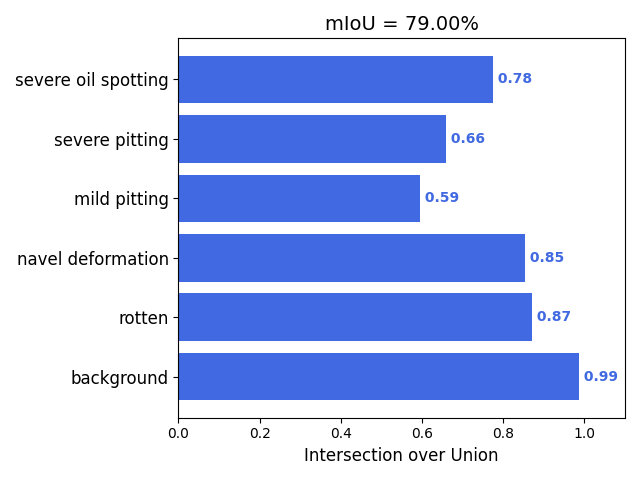 mIoU = 79.00%
severe oil spotting 0.78
severe pitting 0.66
mild pitting 0.59
navel deformation 0.85
rotten 0.87
background 0.99
0.0 0.2 0.4 0.6 0.8 1.0
Intersection over Union